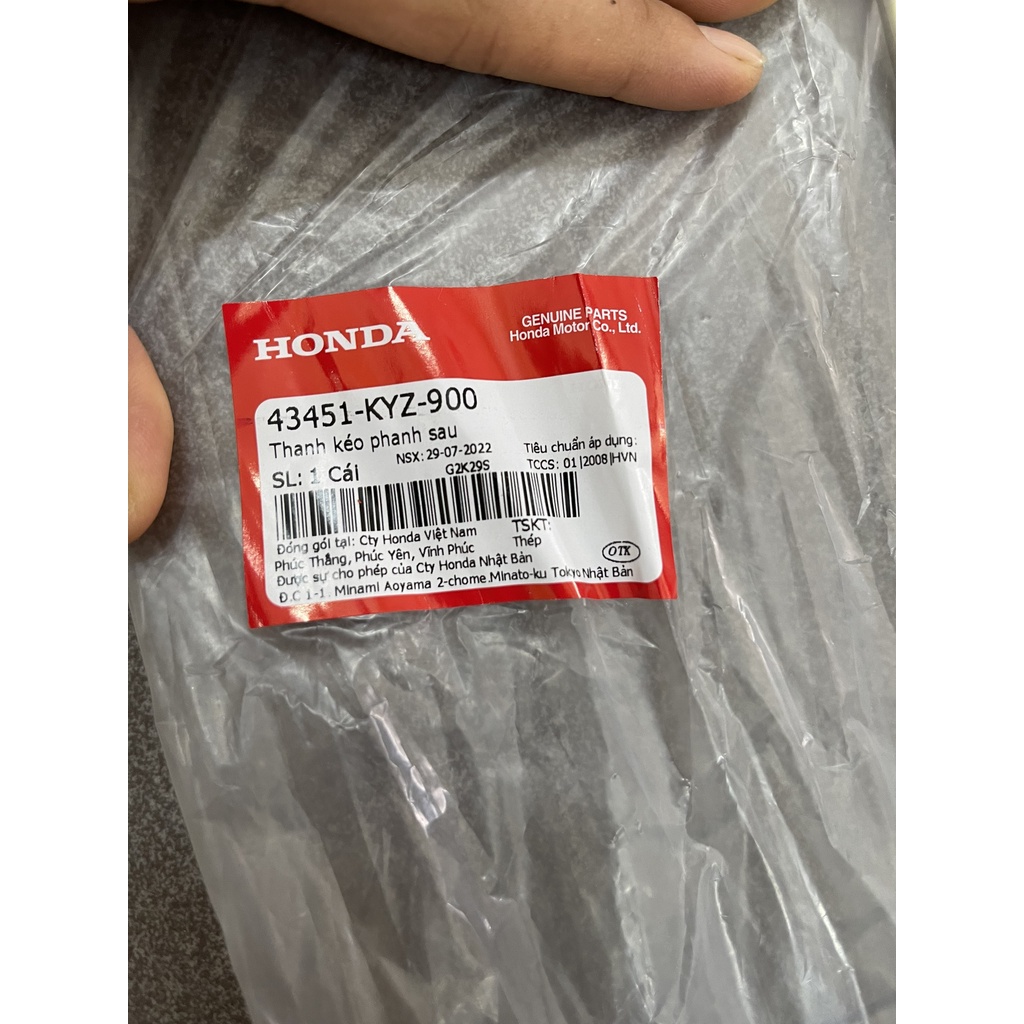 HONDA
GENUINE PARTS
Honda Motor Co., Ltd.
43451-KYZ-900
Thanh kéo phanh sau
NSX: 29-07-2022
Tiêu chuẩn áp dụng:
SL: 1 Cái
G2K29S
TCCS: 01|2008|HVN
Đóng gói tại: Cty Honda Việt Nam
TSKT:
Phúc Thắng, Phúc Yên, Vĩnh Phúc
Thép
Được sự cho phép của Cty Honda Nhật Bản
OTK
Đ.C 1-1, Minami Aoyama 2-chome.Minato-ku Tokyo Nhật Bản